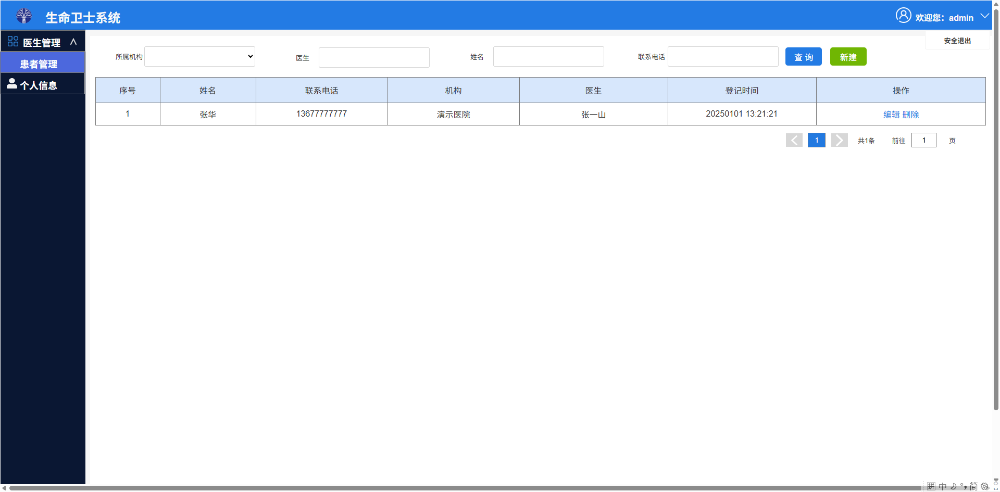 生命卫士系统
欢迎您：admin
安全退出
医生管理
患者管理
个人信息
所属机构 医生 姓名 联系电话 查 询 新建
序号 姓名 联系电话 机构 医生 登记时间 操作
1 张华 13677777777 演示医院 张一山 20250101 13:21:21 编辑 删除
1 共1条 前往 1 页
拼 中 简